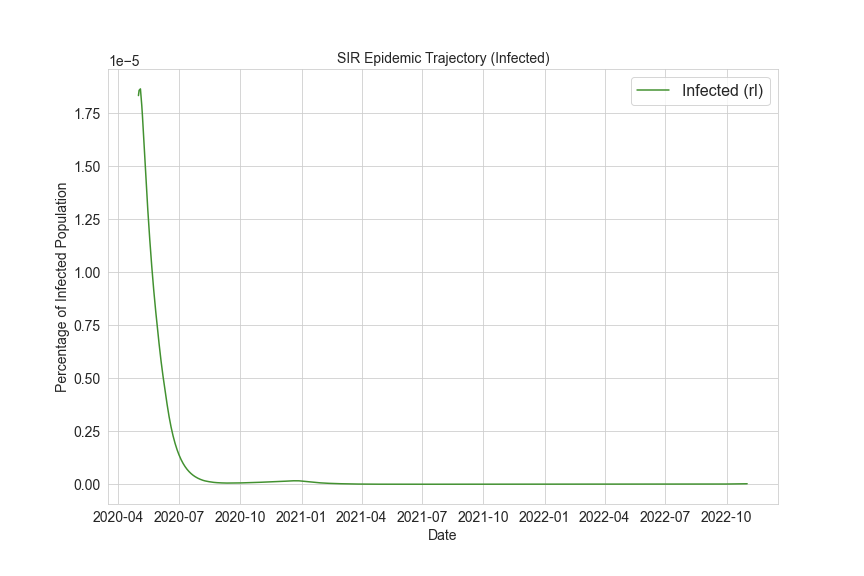 SIR Epidemic Trajectory (Infected)
1e−5
Infected (rI)
Percentage of Infected Population
1.75
1.50
1.25
1.00
0.75
0.50
0.25
0.00
2020-04 2020-07 2020-10 2021-01 2021-04 2021-07 2021-10 2022-01 2022-04 2022-07 2022-10
Date